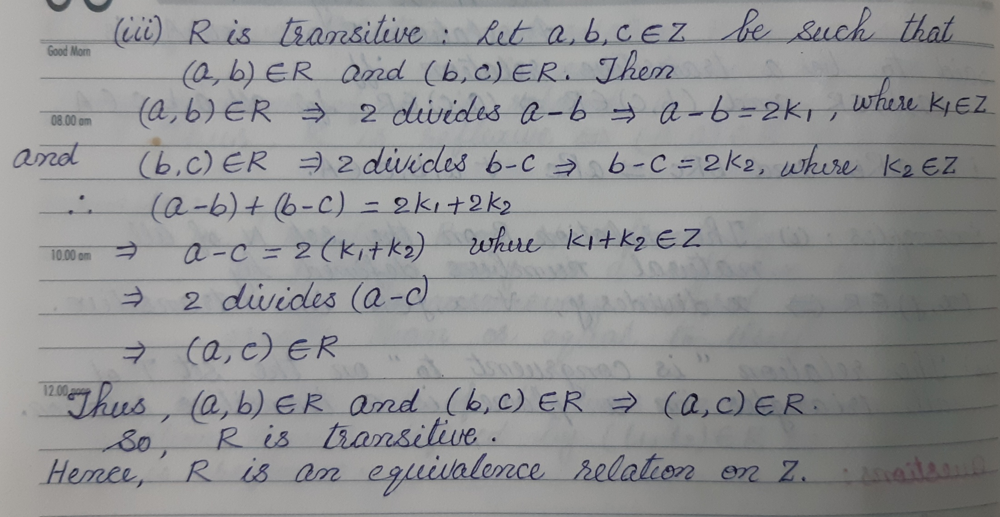 (iii) R is transitive : Let a, b, c ∈ Z be such that
Good Morn
(a, b) ∈ R and (b, c) ∈ R. Then
(a, b) ∈ R ⇒ 2 divides a - b ⇒ a - b = 2K₁, where K₁ ∈ Z
08.00 am
and (b, c) ∈ R ⇒ 2 divides b - c ⇒ b - c = 2K₂, where K₂ ∈ Z
∴ (a - b) + (b - c) = 2K₁ + 2K₂
10.00 am ⇒ a - c = 2(K₁ + K₂) where K₁ + K₂ ∈ Z
⇒ 2 divides (a - c)
⇒ (a, c) ∈ R
12.00 noon
Thus, (a, b) ∈ R and (b, c) ∈ R ⇒ (a, c) ∈ R.
So, R is transitive.
Hence, R is an equivalence relation on Z.